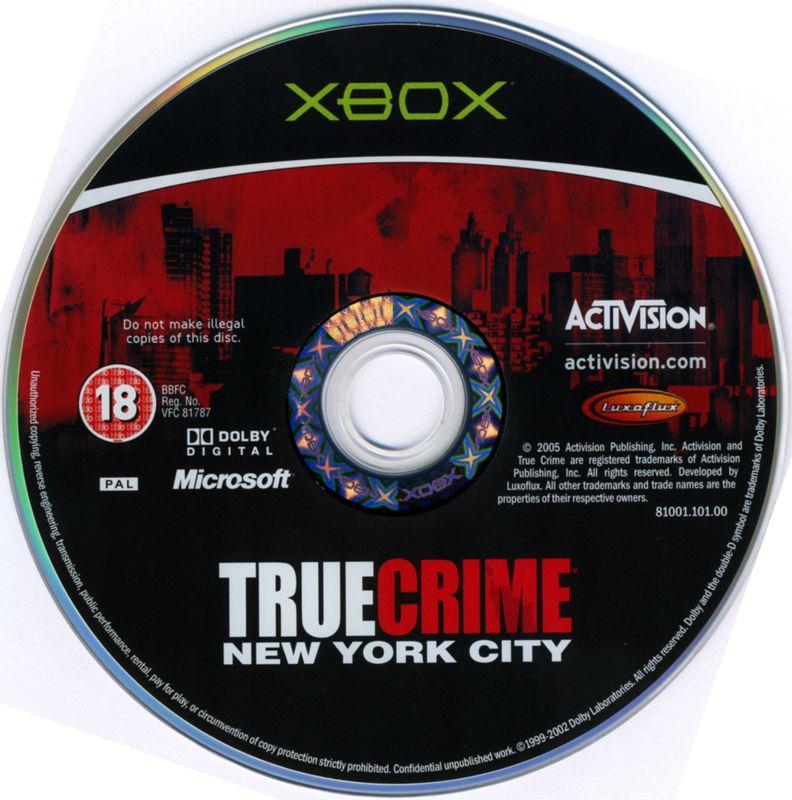 XBOX
Do not make illegal
copies of this disc.
18
BBFC
Reg. No.
VFC 81787
DOLBY
DIGITAL
PAL
Microsoft
ACTIVISION®
activision.com
Luxoflux
© 2005 Activision Publishing, Inc. Activision and
True Crime are registered trademarks of Activision
Publishing, Inc. All rights reserved. Developed by
Luxoflux. All other trademarks and trade names are the
properties of their respective owners.
81001.101.00
XBOX
TRUECRIME®
NEW YORK CITY
Unauthorized copying, reverse engineering, transmission, public performance, rental, pay for play, or circumvention of copy protection strictly prohibited. Confidential unpublished work. ©1999-2002 Dolby Laboratories. All rights reserved. Dolby and the double-D symbol are trademarks of Dolby Laboratories.